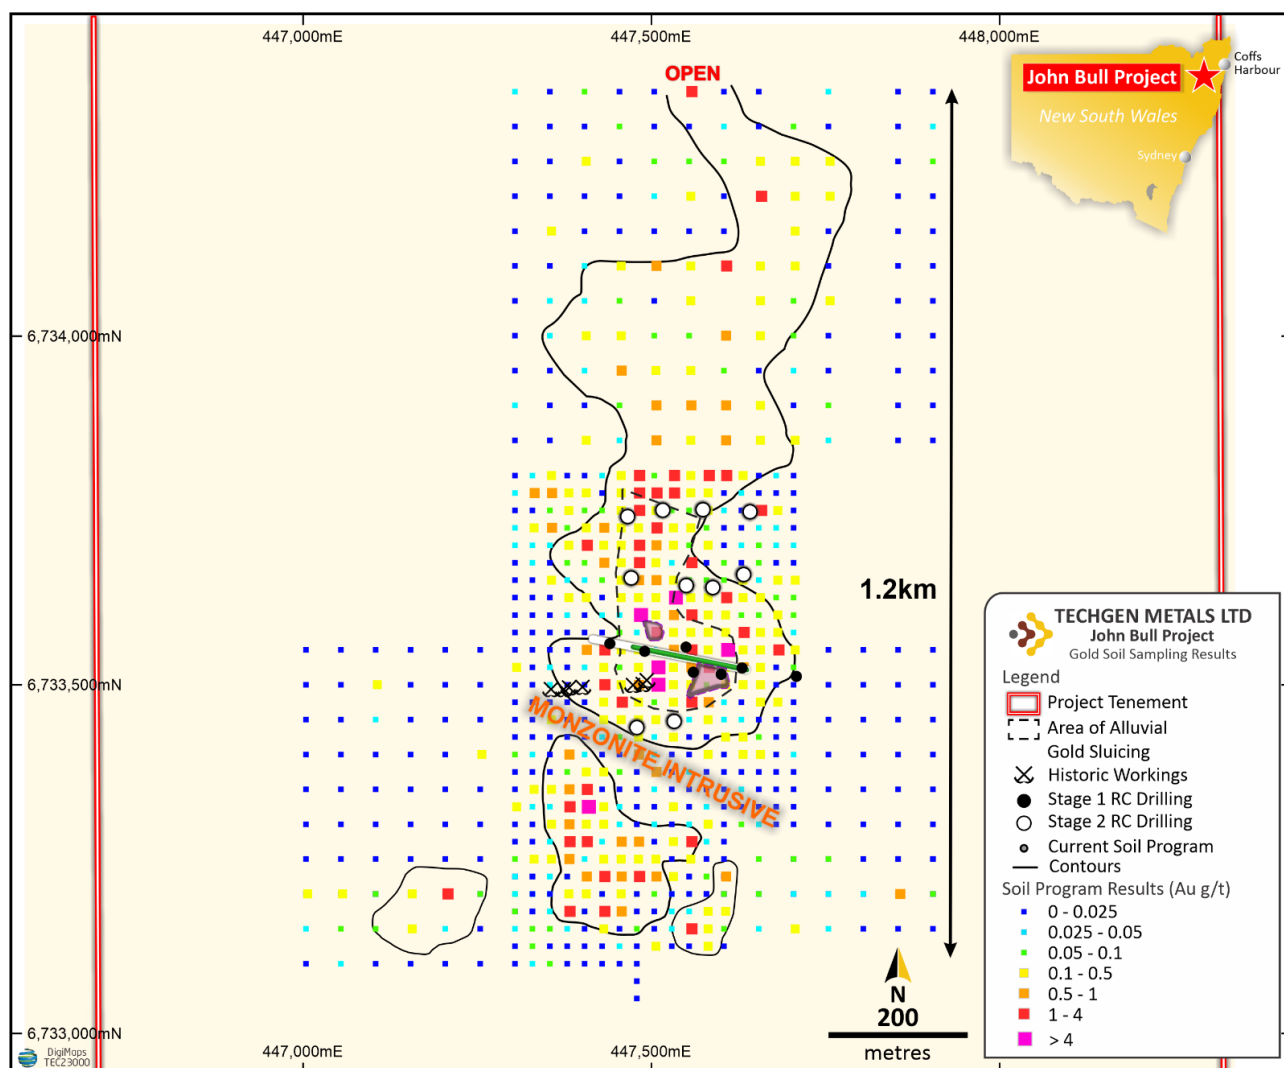 447,000mE
447,500mE
448,000mE
OPEN
Coffs
Harbour
John Bull Project
New South Wales
Sydney
6,734,000mN
1.2km
6,733,500mN
MONZONITE INTRUSIVE
6,733,000mN
N
200
metres
447,000mE
447,500mE
DigiMaps
TEC23000
TECHGEN METALS LTD
John Bull Project
Gold Soil Sampling Results
Legend
Project Tenement
Area of Alluvial
Gold Sluicing
Historic Workings
Stage 1 RC Drilling
Stage 2 RC Drilling
Current Soil Program
Contours
Soil Program Results (Au g/t)
0 - 0.025
0.025 - 0.05
0.05 - 0.1
0.1 - 0.5
0.5 - 1
1 - 4
> 4